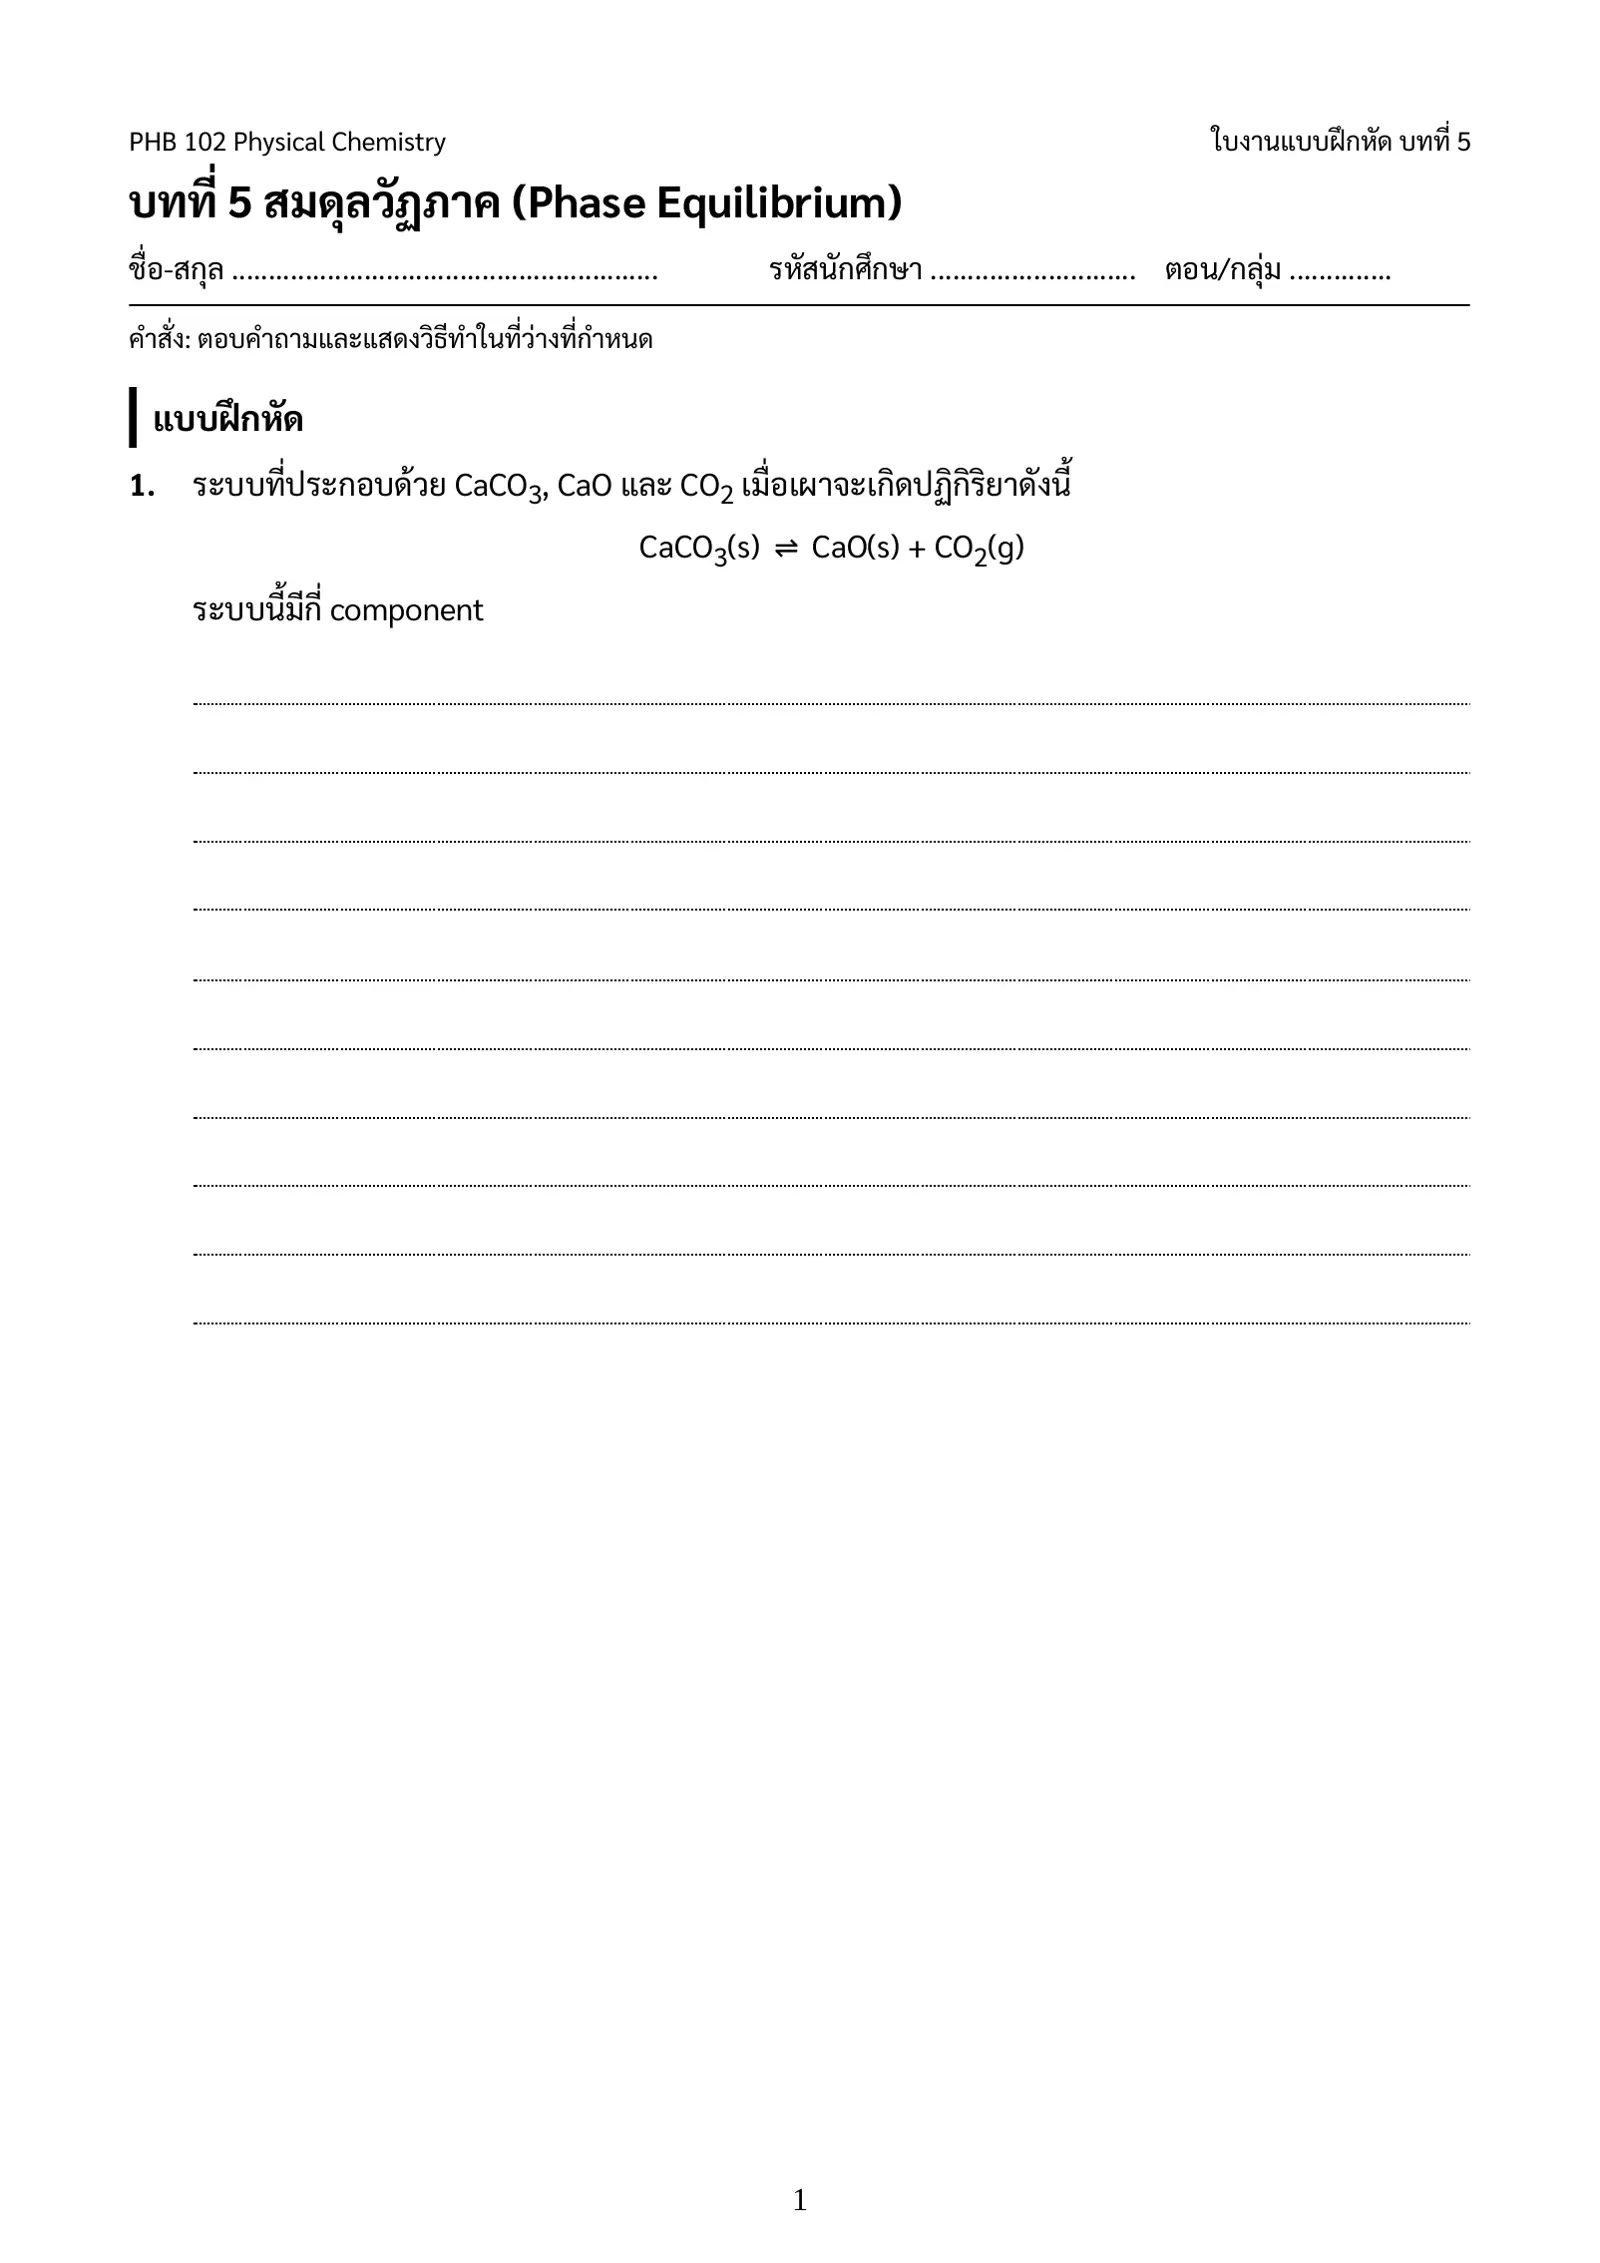 PHB 102 Physical Chemistry ใบงานแบบฝึกหัด บทที่ 5
บทที่ 5 สมดุลวัฏภาค (Phase Equilibrium)
ชื่อ-สกุล .......................................................... รหัสนักศึกษา ............................ ตอน/กลุ่ม ..............
คำสั่ง: ตอบคำถามและแสดงวิธีทำในที่ว่างที่กำหนด
แบบฝึกหัด
1. ระบบที่ประกอบด้วย CaCO₃, CaO และ CO₂ เมื่อเผาจะเกิดปฏิกิริยาดังนี้
CaCO₃(s) ⇌ CaO(s) + CO₂(g)
ระบบนี้มีกี่ component
1